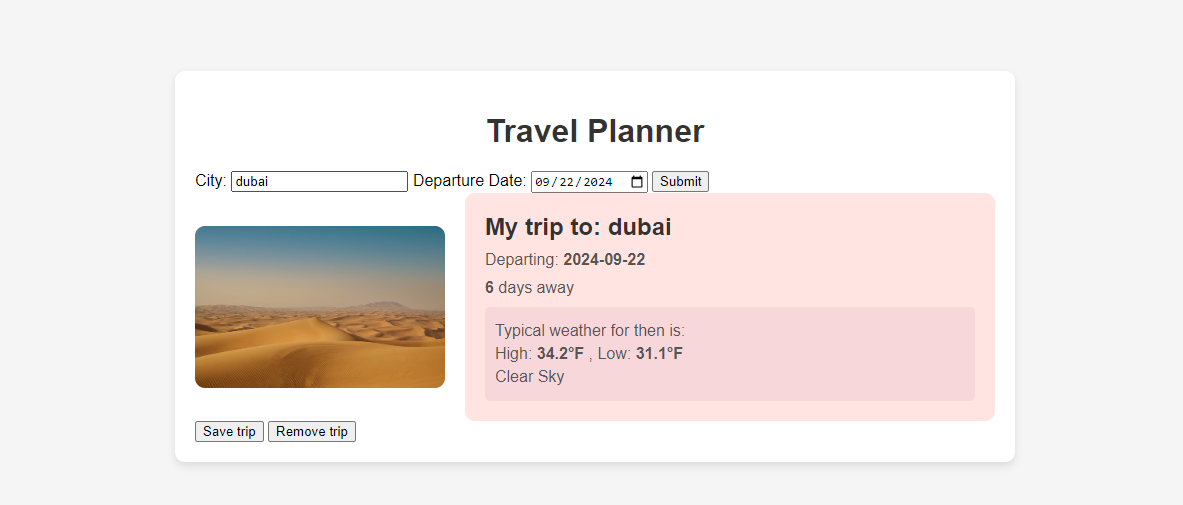 Travel Planner
City: dubai Departure Date: 09/22/2024 Submit
My trip to: dubai
Departing: 2024-09-22
6 days away
Typical weather for then is:
High: 34.2°F , Low: 31.1°F
Clear Sky
Save trip Remove trip